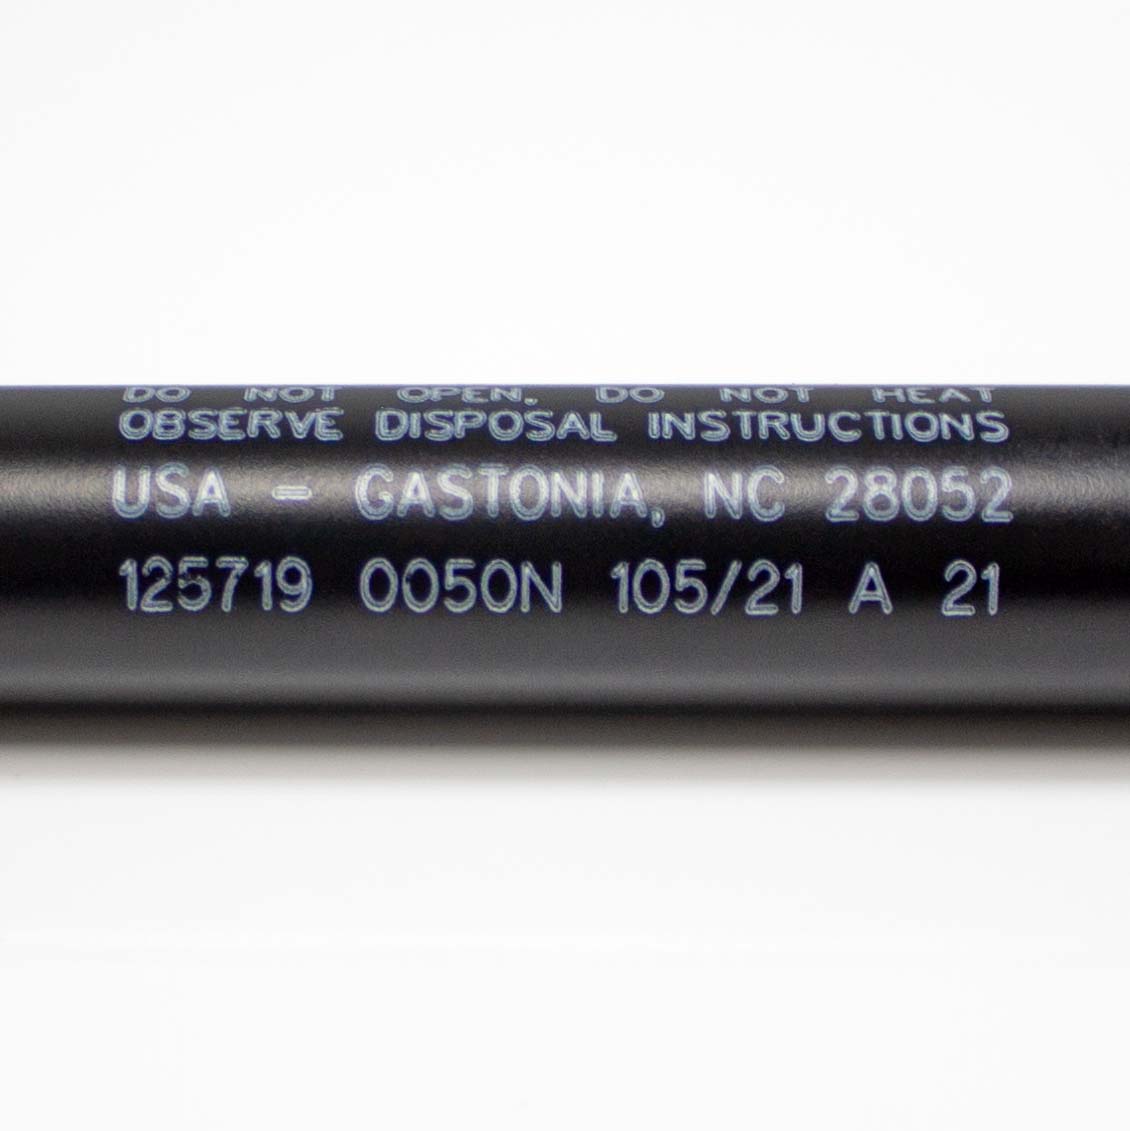 DO NOT OPEN. DO NOT HEAT
OBSERVE DISPOSAL INSTRUCTIONS
USA - GASTONIA, NC 28052
125719 0050N 105/21 A 21